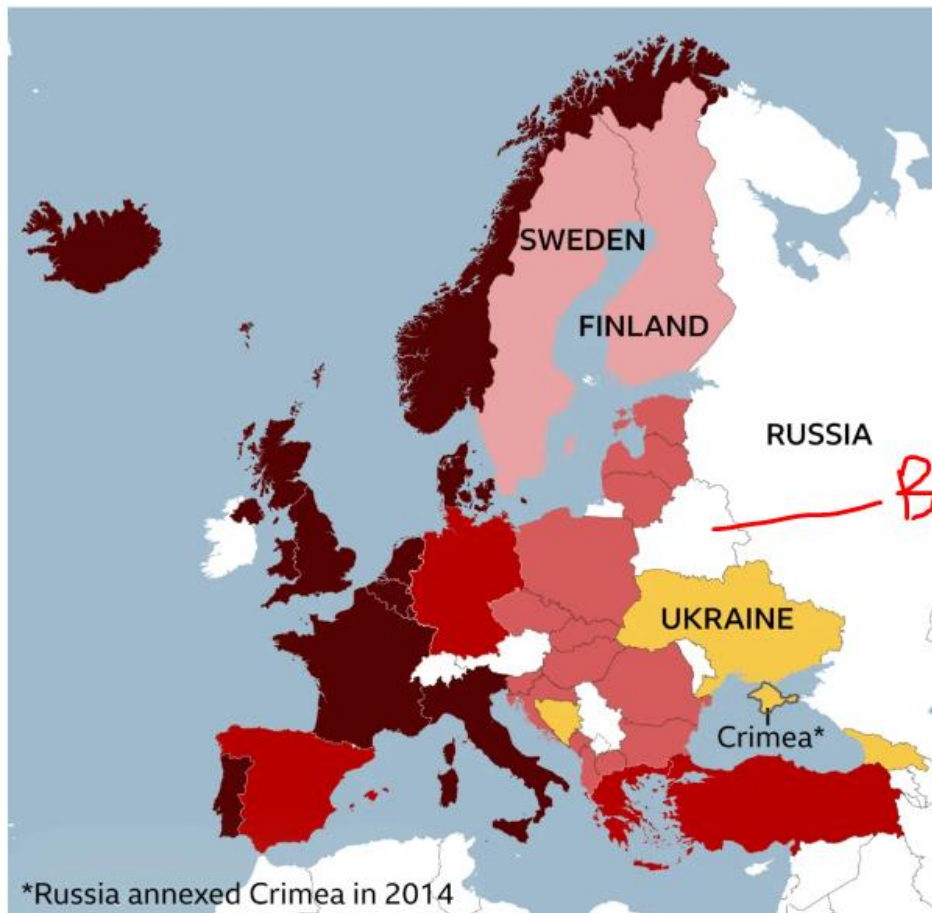 SWEDEN
FINLAND
RUSSIA
B
UKRAINE
Crimea*
*Russia annexed Crimea in 2014